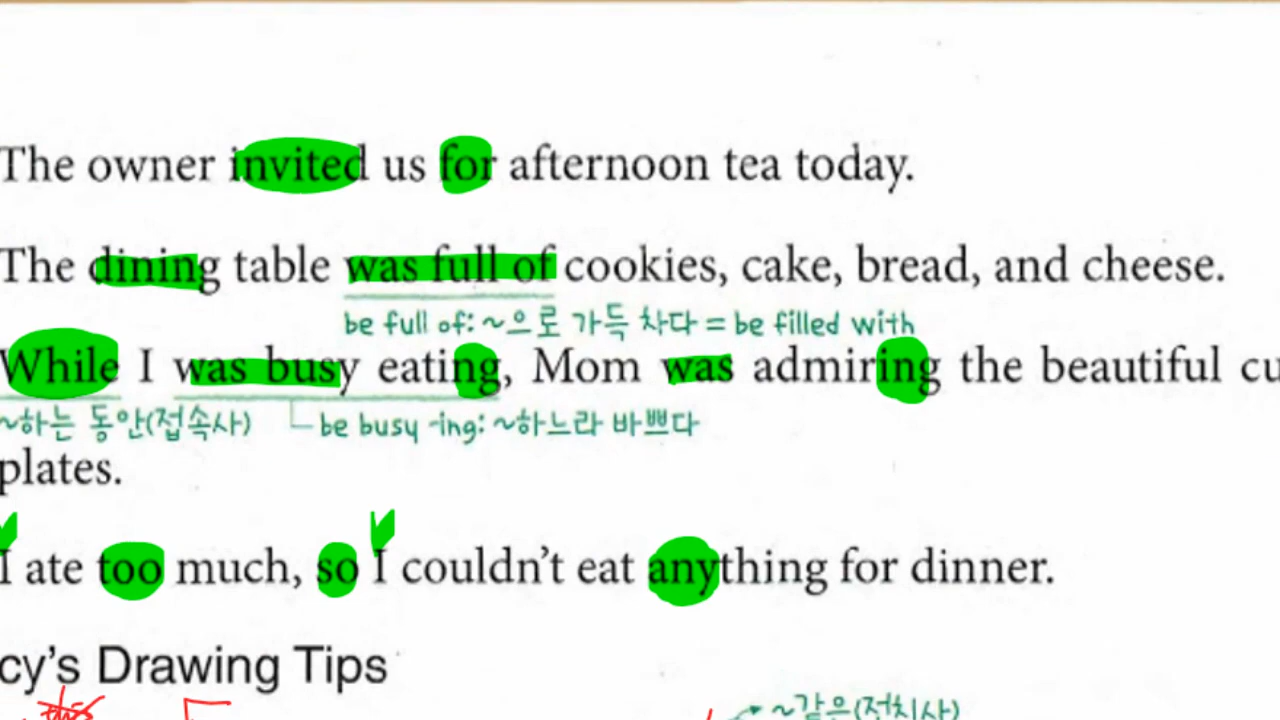 The owner invited us for afternoon tea today.
The dining table was full of cookies, cake, bread, and cheese.
be full of: ~으로 가득 차다 = be filled with
While I was busy eating, Mom was admiring the beautiful cu
~하는 동안(접속사) be busy -ing: ~하느라 바쁘다
plates.
I ate too much, so I couldn't eat anything for dinner.
cy's Drawing Tips
~같은(전치사)